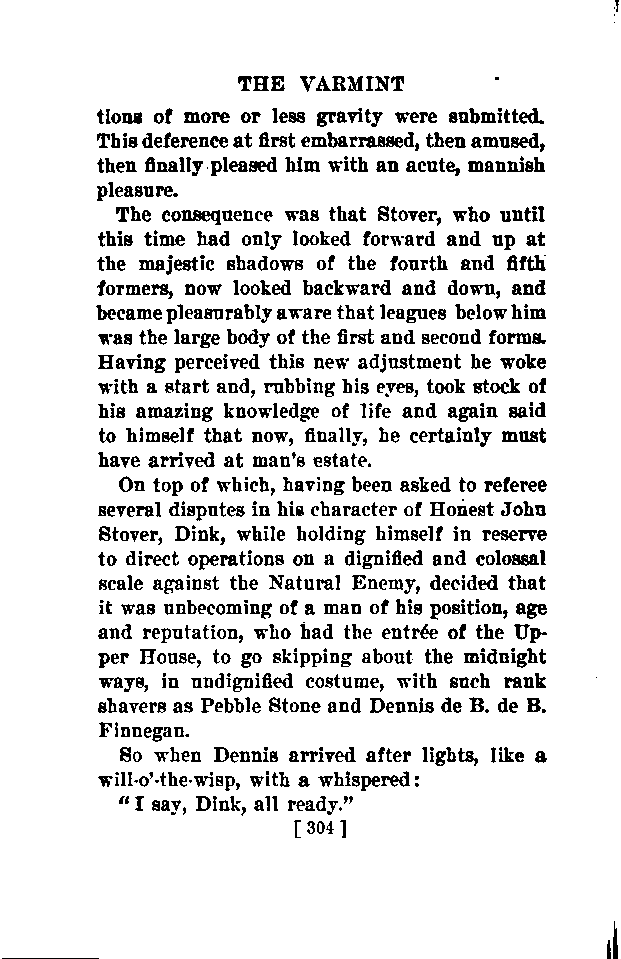 THE VARMINT
tions of more or less gravity were submitted.
This deference at first embarrassed, then amused,
then finally pleased him with an acute, mannish
pleasure.
The consequence was that Stover, who until
this time had only looked forward and up at
the majestic shadows of the fourth and fifth
formers, now looked backward and down, and
became pleasurably aware that leagues below him
was the large body of the first and second forms.
Having perceived this new adjustment he woke
with a start and, rubbing his eyes, took stock of
his amazing knowledge of life and again said
to himself that now, finally, he certainly must
have arrived at man's estate.
On top of which, having been asked to referee
several disputes in his character of Honest John
Stover, Dink, while holding himself in reserve
to direct operations on a dignified and colossal
scale against the Natural Enemy, decided that
it was unbecoming of a man of his position, age
and reputation, who had the entrée of the Up-
per House, to go skipping about the midnight
ways, in undignified costume, with such rank
shavers as Pebble Stone and Dennis de B. de B.
Finnegan.
So when Dennis arrived after lights, like a
will-o'-the-wisp, with a whispered:
"I say, Dink, all ready."
[ 304 ]